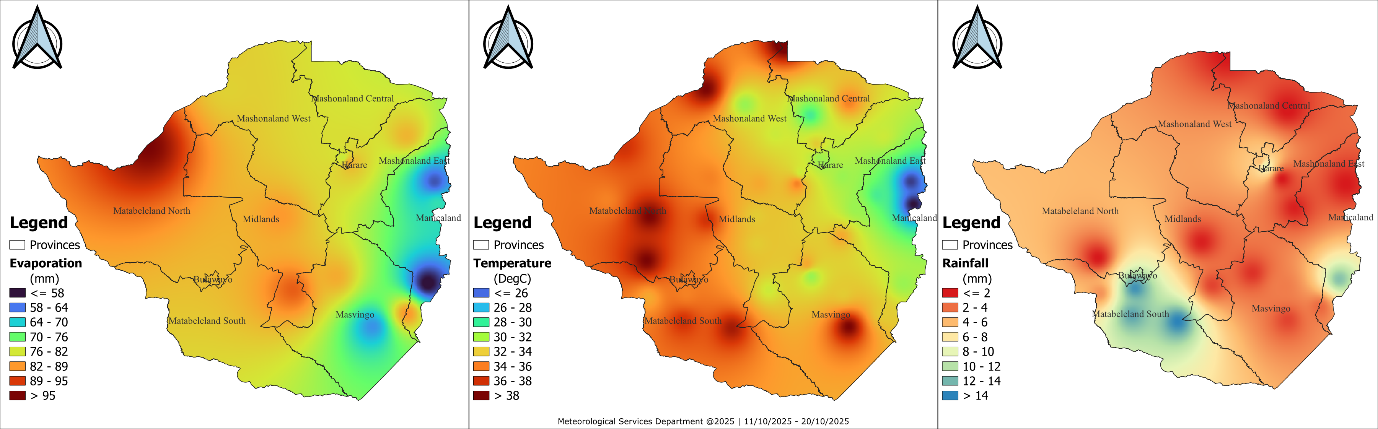 Mashonaland Central
Mashonaland West
Harare
Mashonaland East
Matabeleland North
Midlands
Manicaland
Bulawayo
Masvingo
Matabeleland South
Legend
Provinces
Evaporation
(mm)
<= 58
58 - 64
64 - 70
70 - 76
76 - 82
82 - 89
89 - 95
> 95
Mashonaland Central
Mashonaland West
Harare
Mashonaland East
Matabeleland North
Midlands
Manicaland
Bulawayo
Masvingo
Matabeleland South
Legend
Provinces
Temperature
(DegC)
<= 26
26 - 28
28 - 30
30 - 32
32 - 34
34 - 36
36 - 38
> 38
Mashonaland Central
Mashonaland West
Harare
Mashonaland East
Matabeleland North
Midlands
Manicaland
Bulawayo
Masvingo
Matabeleland South
Legend
Provinces
Rainfall
(mm)
<= 2
2 - 4
4 - 6
6 - 8
8 - 10
10 - 12
12 - 14
> 14
Meteorological Services Department @2025 | 11/10/2025 - 20/10/2025